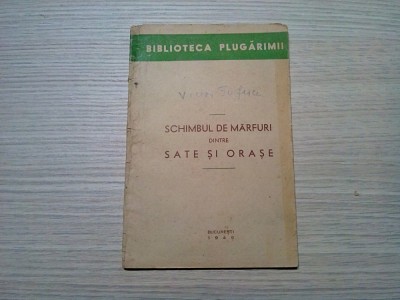 BIBLIOTECA PLUGĂRIMII
SCHIMBUL DE MĂRFURI
DINTRE
SATE ȘI ORAȘE
BUCUREȘTI